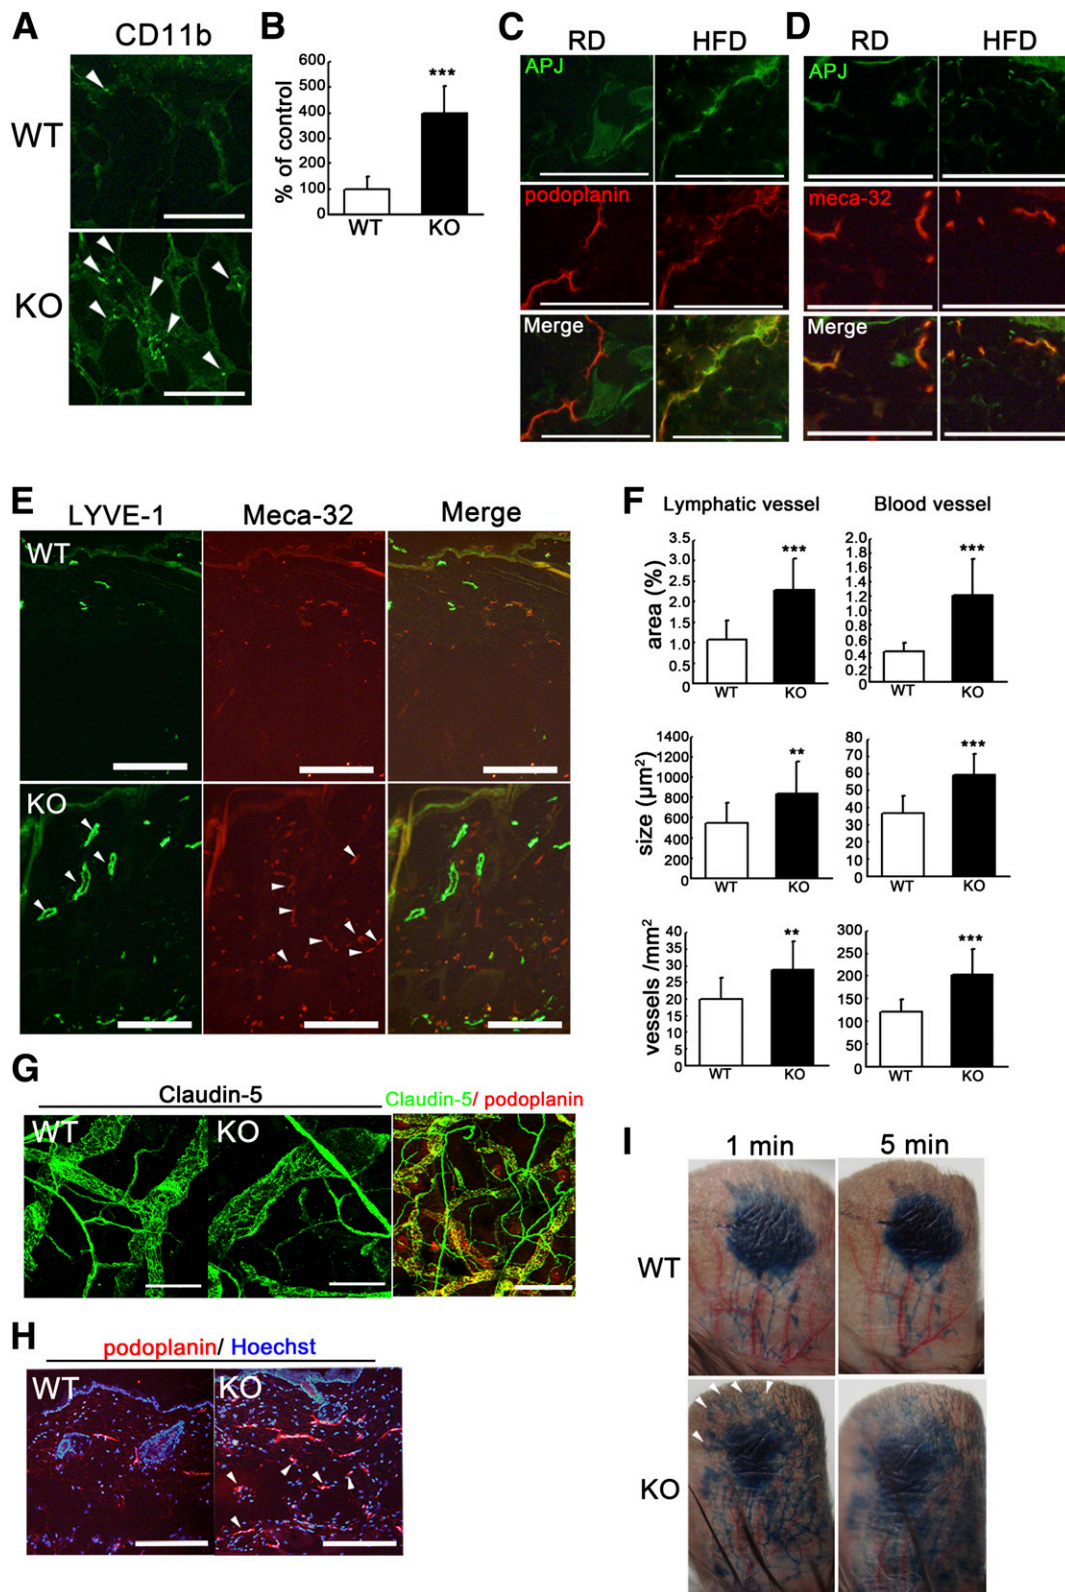 A
CD11b
WT
KO
B
% of control
600
500
400
300
200
100
0
***
WT
KO
C
RD
HFD
APJ
podoplanin
Merge
D
RD
HFD
APJ
meca-32
Merge
E
LYVE-1
Meca-32
Merge
WT
KO
F
Lymphatic vessel
Blood vessel
area (%)
3.5
3.0
2.5
2.0
1.5
1.0
0.5
0
***
WT
KO
2.0
1.8
1.6
1.4
1.2
1.0
0.8
0.6
0.4
0.2
0
***
WT
KO
size (µm²)
1400
1200
1000
800
600
400
200
0
**
WT
KO
80
70
60
50
40
30
20
10
0
***
WT
KO
vessels /mm²
40
35
30
25
20
15
10
5
0
**
WT
KO
300
250
200
150
100
50
0
***
WT
KO
G
Claudin-5
WT
KO
Claudin-5/ podoplanin
H
podoplanin/ Hoechst
WT
KO
I
1 min
5 min
WT
KO